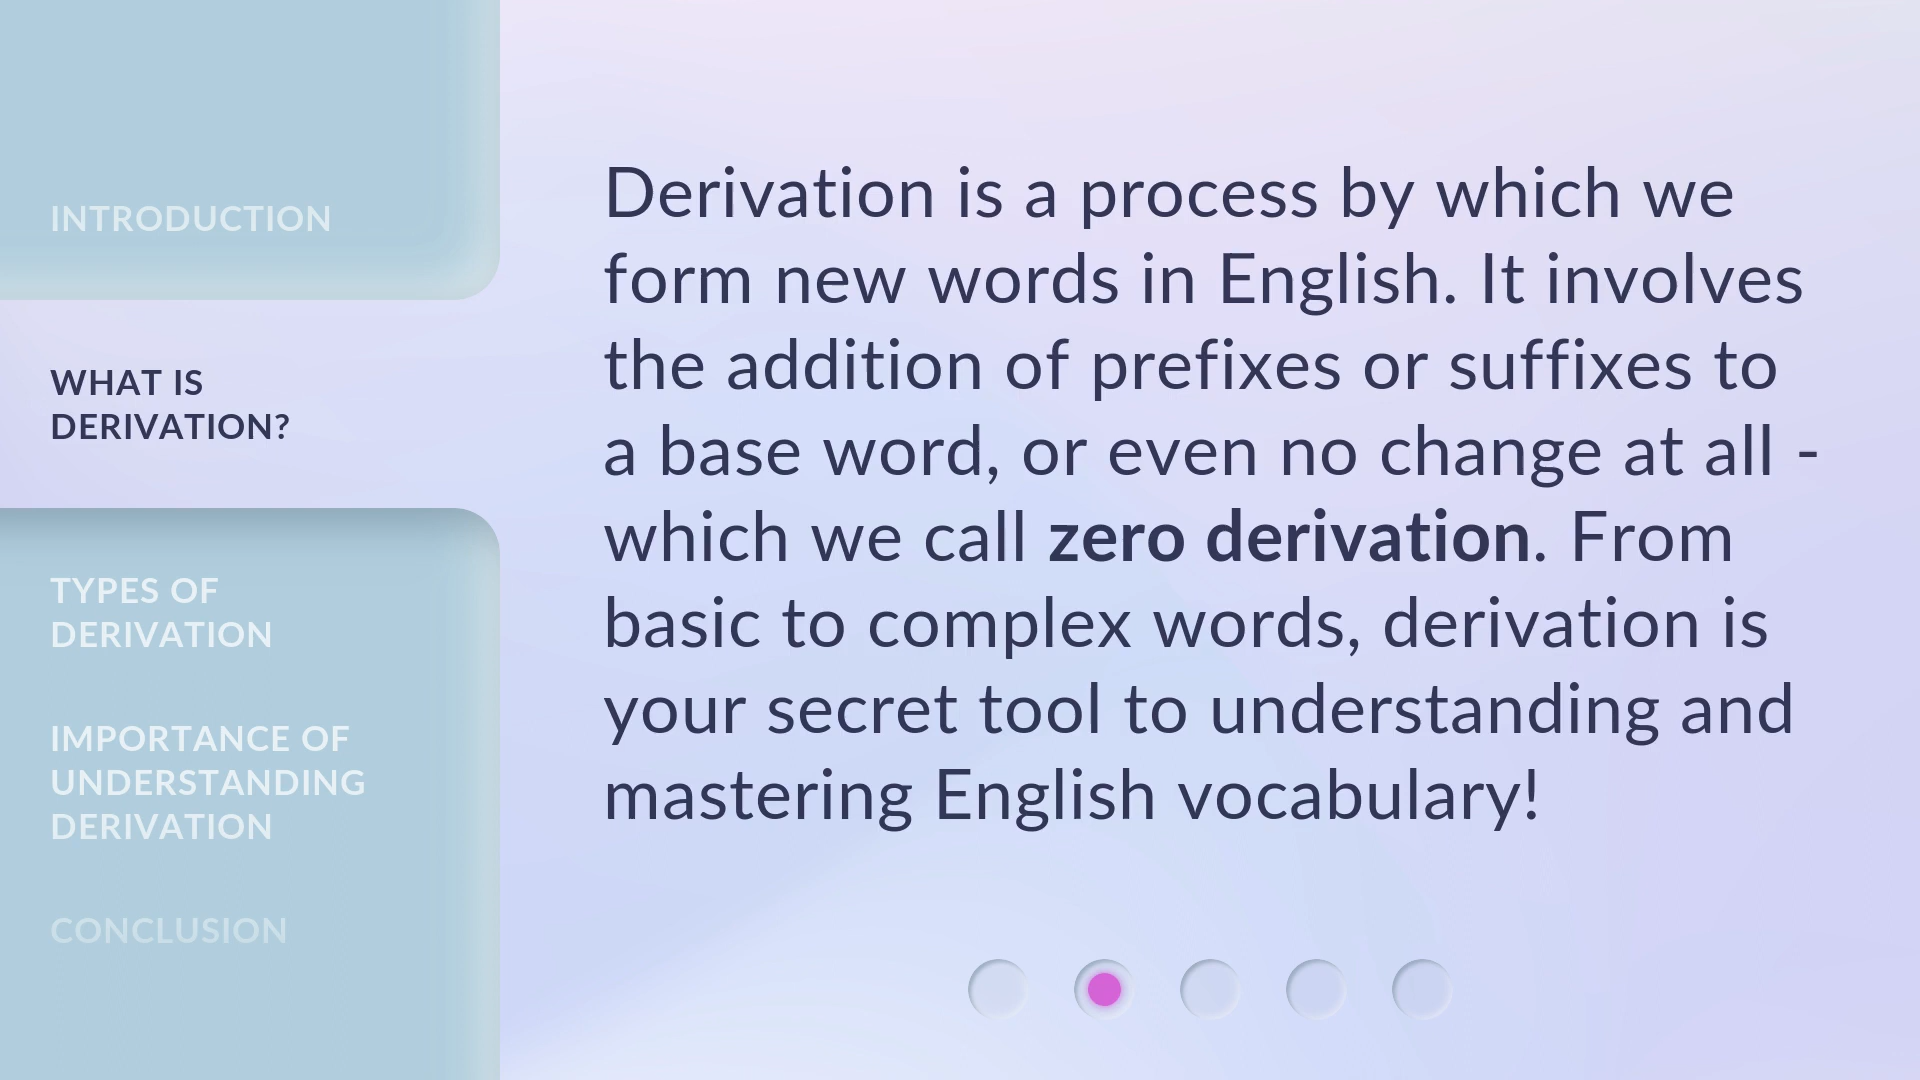 INTRODUCTION
WHAT IS
DERIVATION?
TYPES OF
DERIVATION
IMPORTANCE OF
UNDERSTANDING
DERIVATION
CONCLUSION
Derivation is a process by which we
form new words in English. It involves
the addition of prefixes or suffixes to
a base word, or even no change at all -
which we call zero derivation. From
basic to complex words, derivation is
your secret tool to understanding and
mastering English vocabulary!